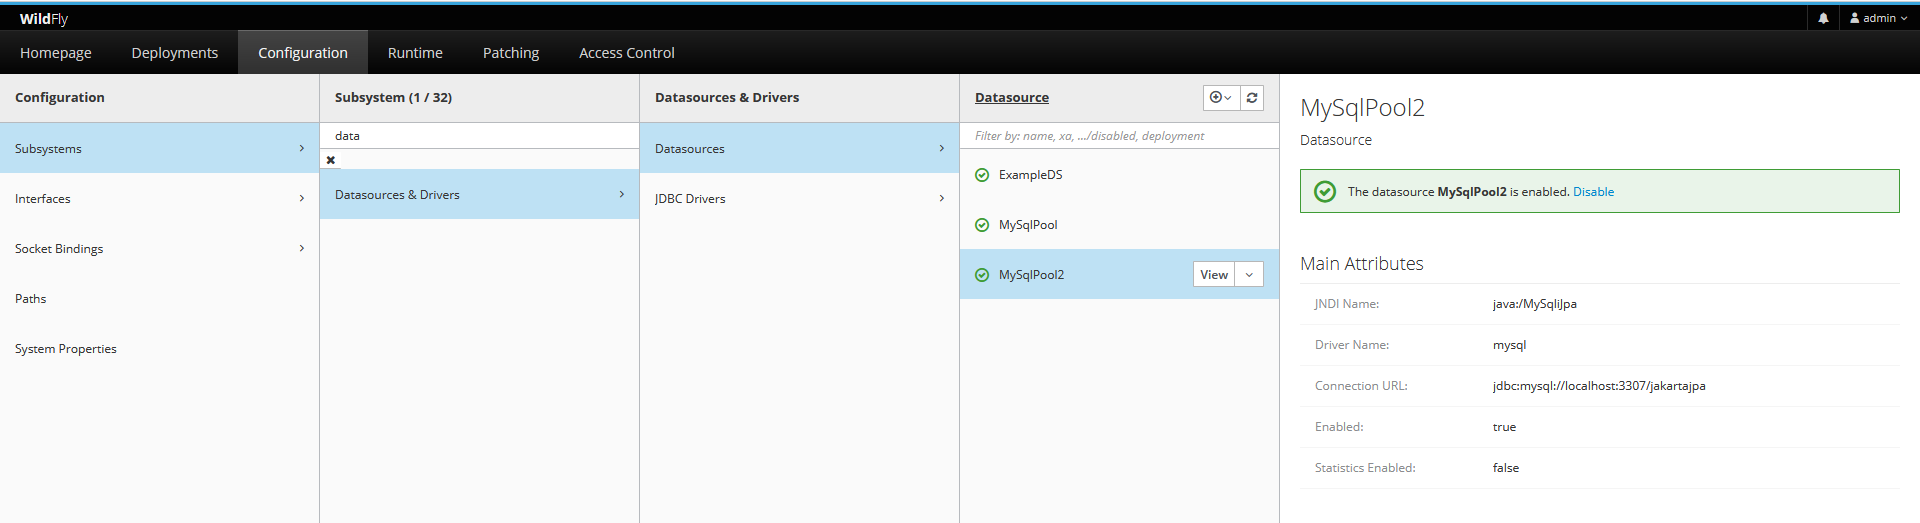 WildFly
admin
Homepage Deployments Configuration Runtime Patching Access Control
Configuration
Subsystems
Interfaces
Socket Bindings
Paths
System Properties
Subsystem (1 / 32)
data
Datasources & Drivers
Datasources & Drivers
Datasources
JDBC Drivers
Datasource
Filter by: name, xa, .../disabled, deployment
ExampleDS
MySqlPool
MySqlPool2 View
MySqlPool2
Datasource
The datasource MySqlPool2 is enabled. Disable
Main Attributes
JNDI Name: java:/MySqliJpa
Driver Name: mysql
Connection URL: jdbc:mysql://localhost:3307/jakartajpa
Enabled: true
Statistics Enabled: false